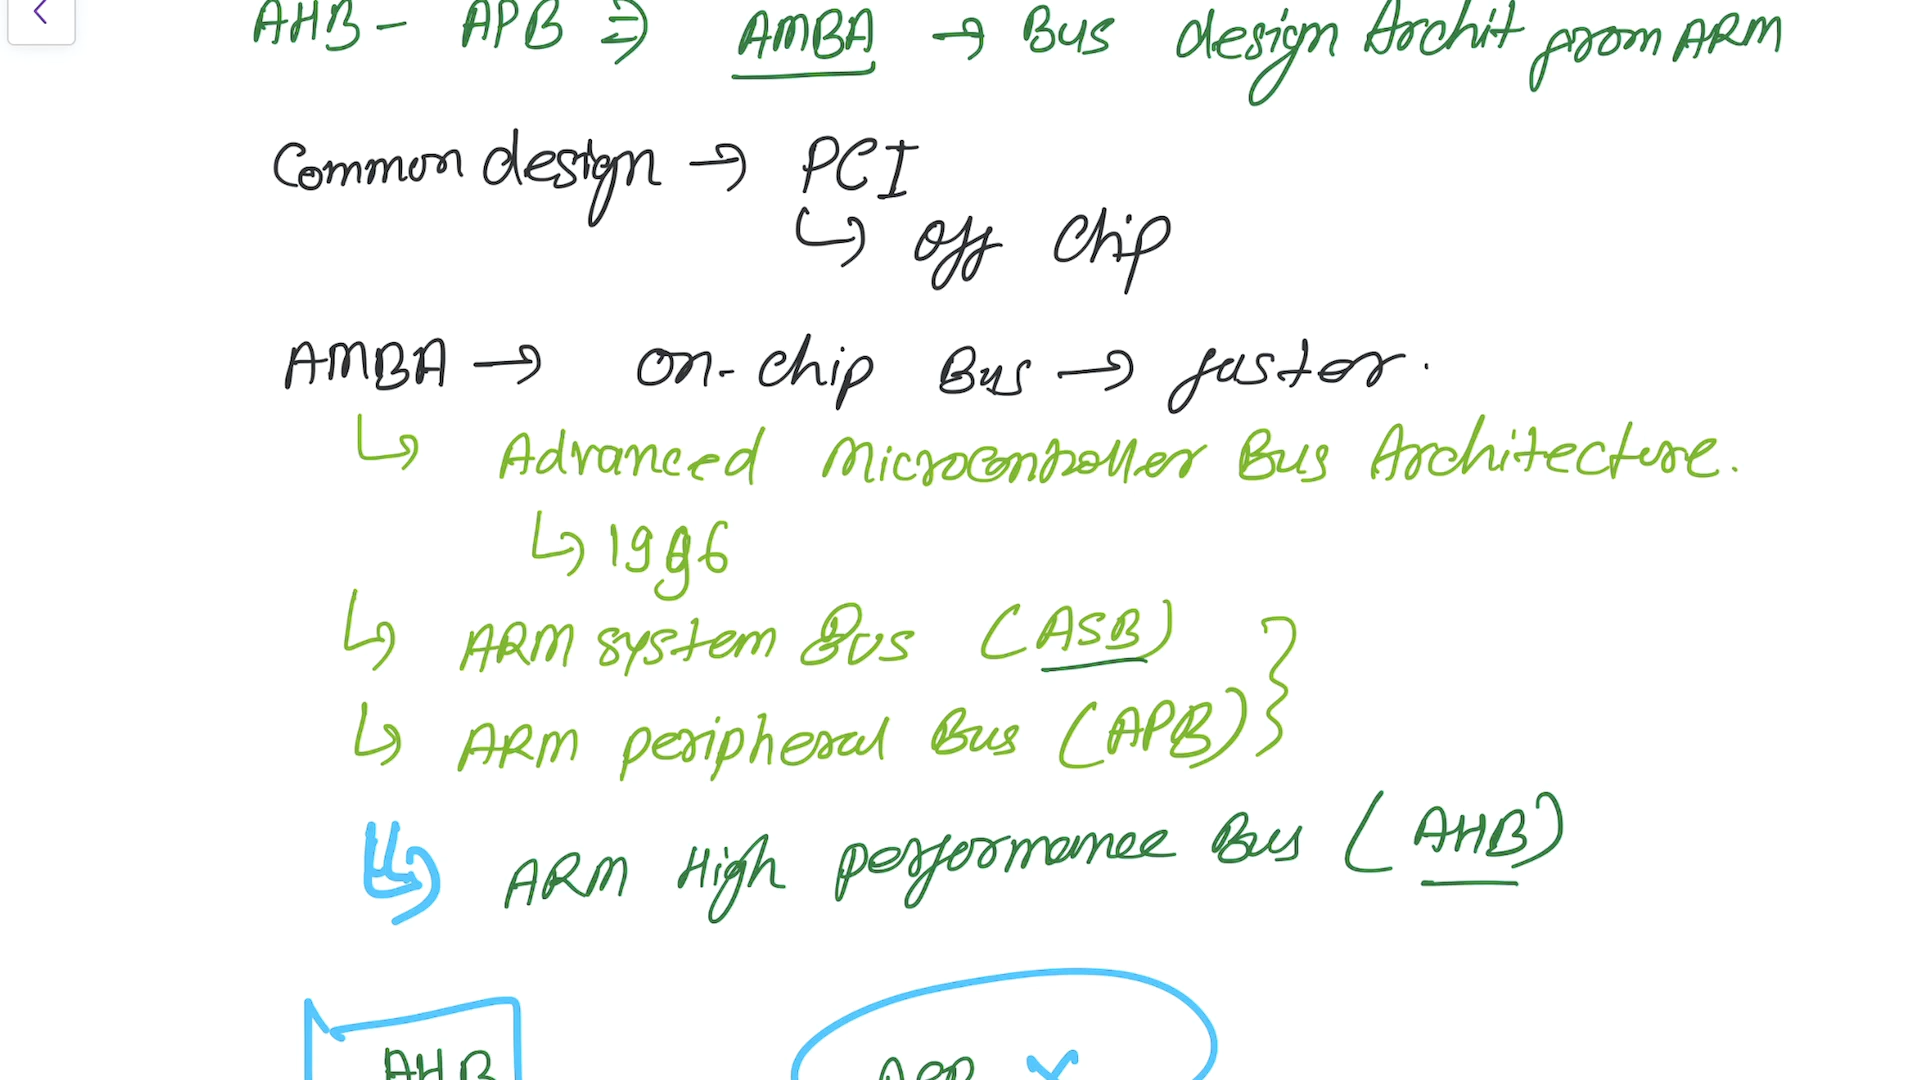 AHB - APB ⇒ AMBA → Bus design Archit from ARM
Common design → PCI
↳ off chip
AMBA → on-chip Bus → faster.
↳ Advanced Microcontroller Bus Architecture.
↳ 1996
↳ ARM system Bus (ASB)
↳ ARM peripheral Bus (APB) }
↳ ARM High performance Bus (AHB)
AHB